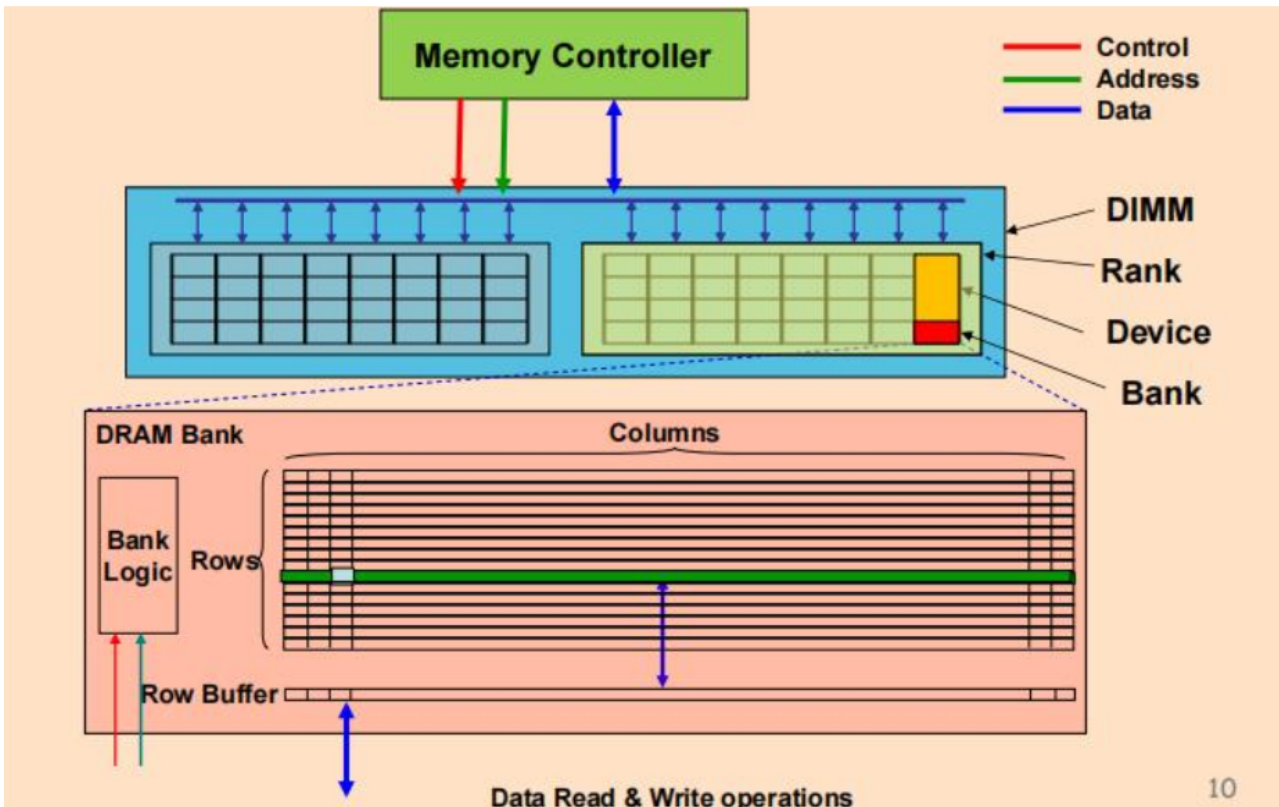 Memory Controller
Control
Address
Data
DIMM
Rank
Device
Bank
DRAM Bank
Columns
Bank
Logic
Rows
Row Buffer
Data Read & Write operations
10